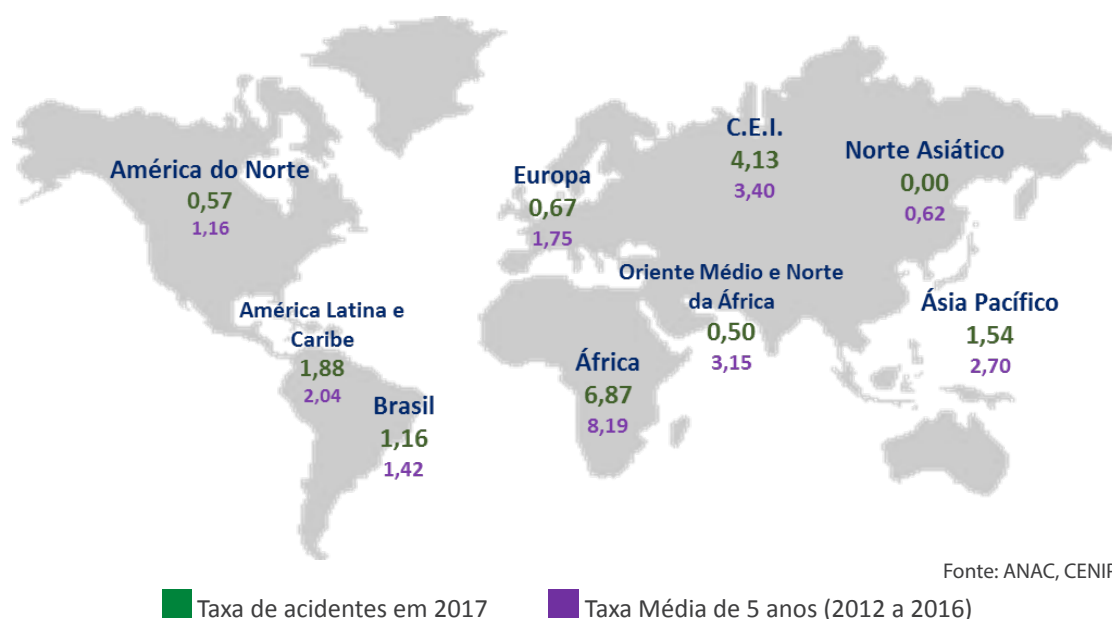 América do Norte
0,57
1,16
Europa
0,67
1,75
C.E.I.
4,13
3,40
Norte Asiático
0,00
0,62
América Latina e
Caribe
1,88
2,04
Brasil
1,16
1,42
África
6,87
8,19
Oriente Médio e Norte
da África
0,50
3,15
Ásia Pacífico
1,54
2,70
Fonte: ANAC, CENIP
Taxa de acidentes em 2017
Taxa Média de 5 anos (2012 a 2016)